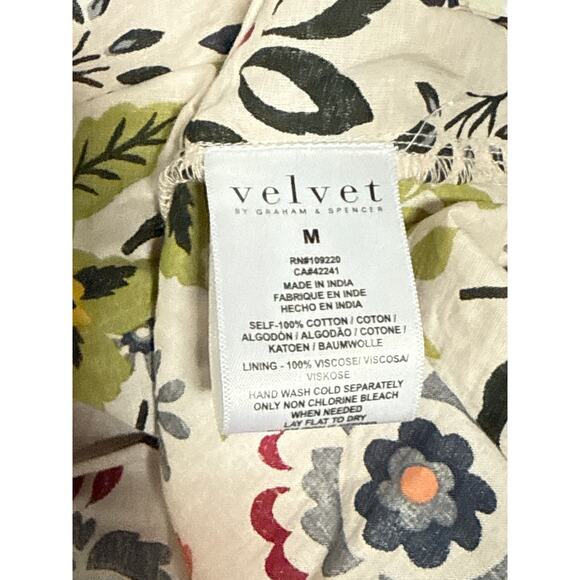 velvet
BY GRAHAM & SPENCER
M
RN#109220
CA#42241
MADE IN INDIA
FABRIQUE EN INDE
HECHO EN INDIA
SELF-100% COTTON / COTON /
ALGODÓN / ALGODÃO / COTONE /
KATOEN / BAUMWOLLE
LINING - 100% VISCOSE/ VISCOSA/
VISKOSE
HAND WASH COLD SEPARATELY
ONLY NON CHLORINE BLEACH
WHEN NEEDED
LAY FLAT TO DRY